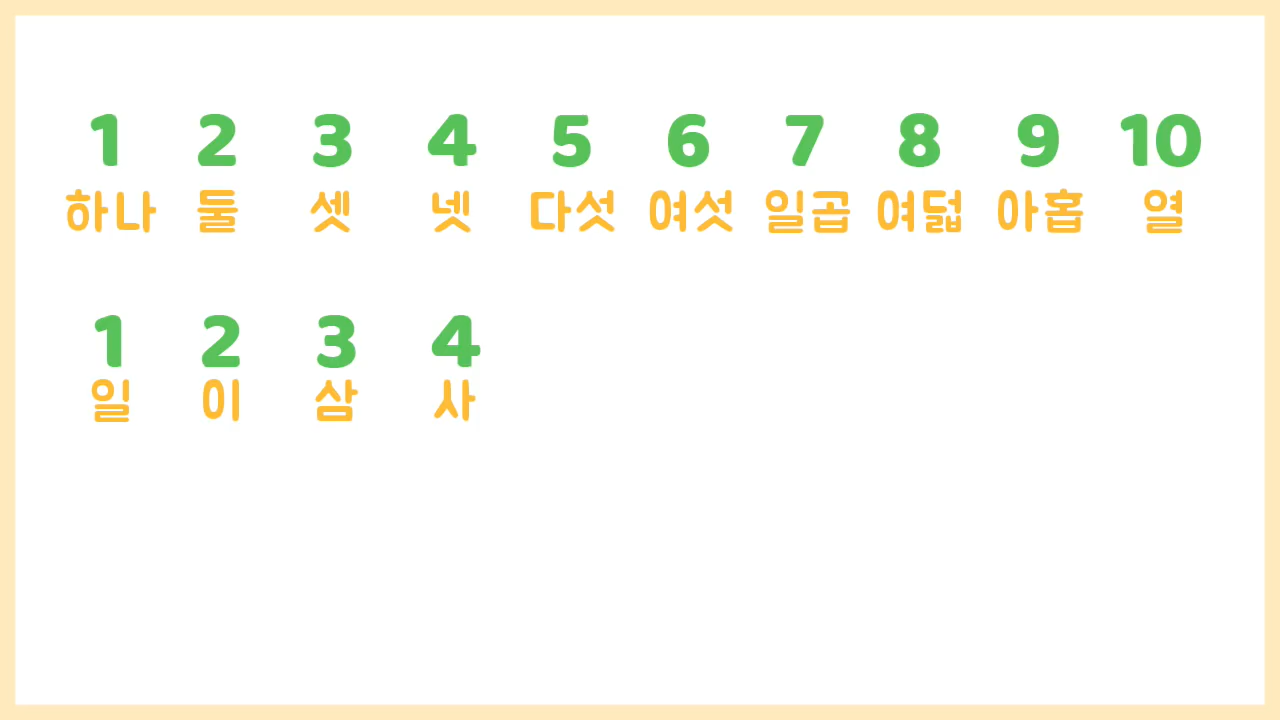 1 2 3 4 5 6 7 8 9 10
하나 둘 셋 넷 다섯 여섯 일곱 여덟 아홉 열
1 2 3 4
일 이 삼 사